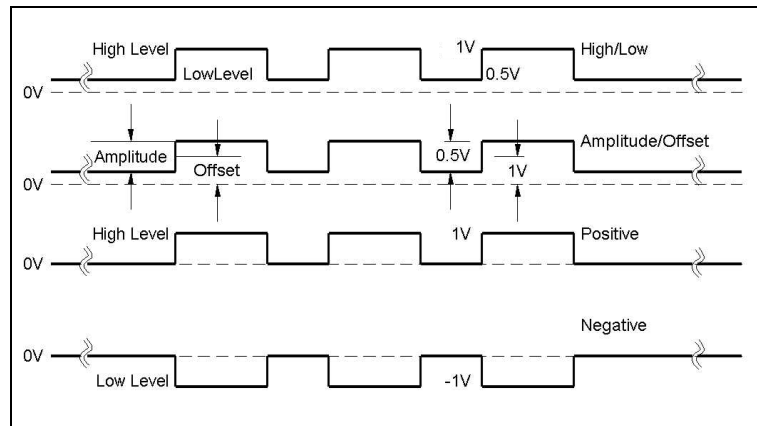 High Level 1V High/Low
LowLevel 0.5V
0V
Amplitude/Offset
Amplitude 0.5V
Offset 1V
0V
High Level 1V Positive
0V
Negative
0V
Low Level -1V